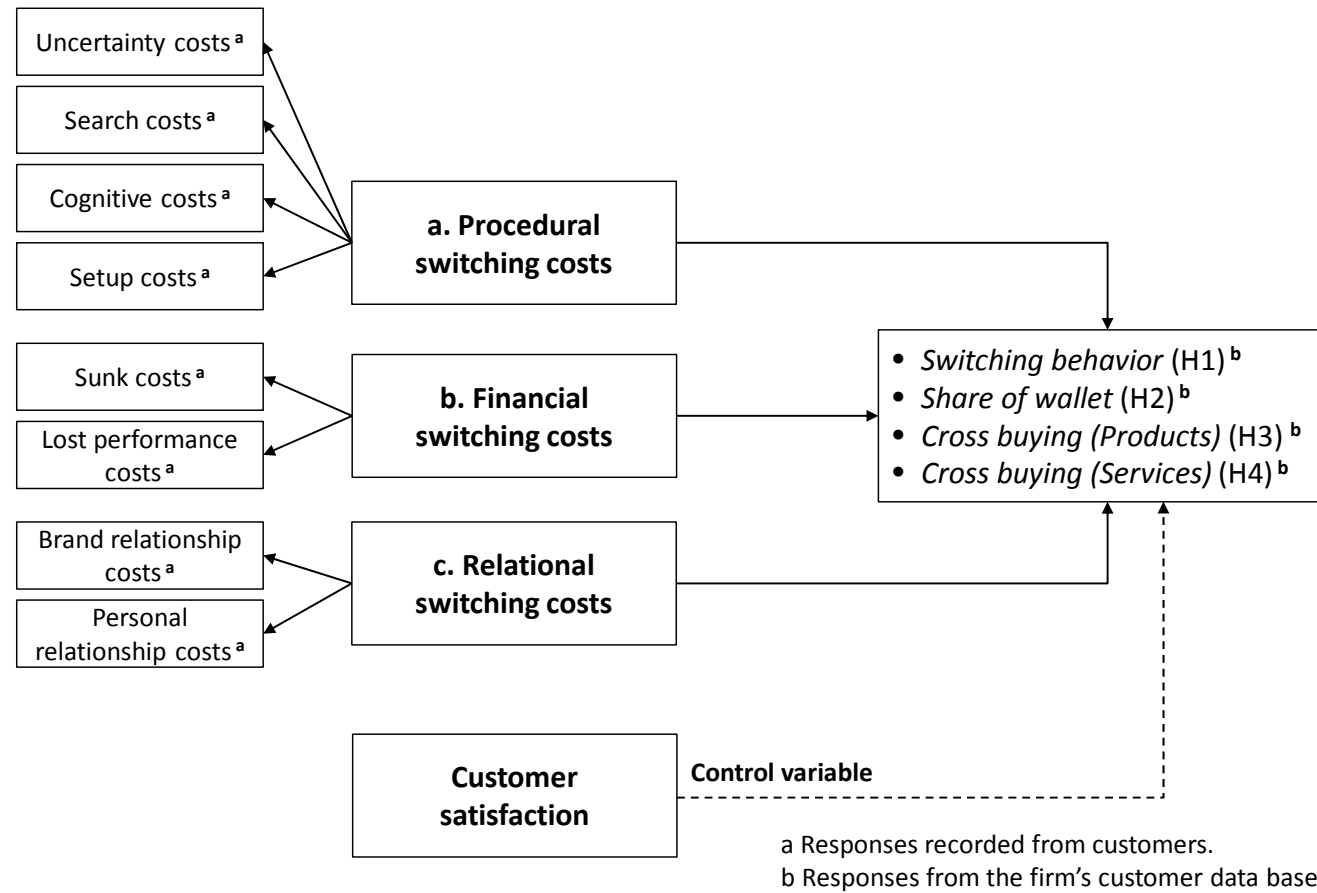 Uncertainty costs a
Search costs a
Cognitive costs a
Setup costs a
a. Procedural
switching costs
Sunk costs a
Lost performance
costs a
b. Financial
switching costs
• Switching behavior (H1) b
• Share of wallet (H2) b
• Cross buying (Products) (H3) b
• Cross buying (Services) (H4) b
Brand relationship
costs a
Personal
relationship costs a
c. Relational
switching costs
Customer
satisfaction
Control variable
a Responses recorded from customers.
b Responses from the firm’s customer data base